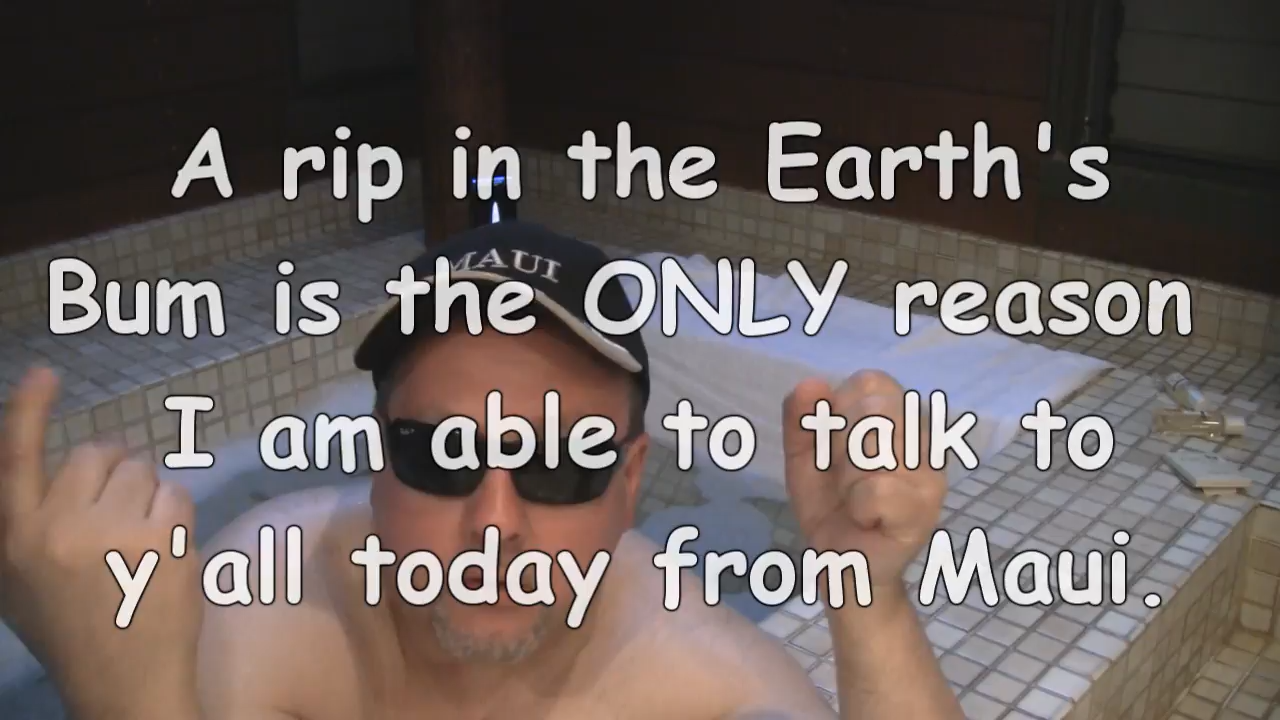 A rip in the Earth's
MAUI
Bum is the ONLY reason
I am able to talk to
y'all today from Maui.